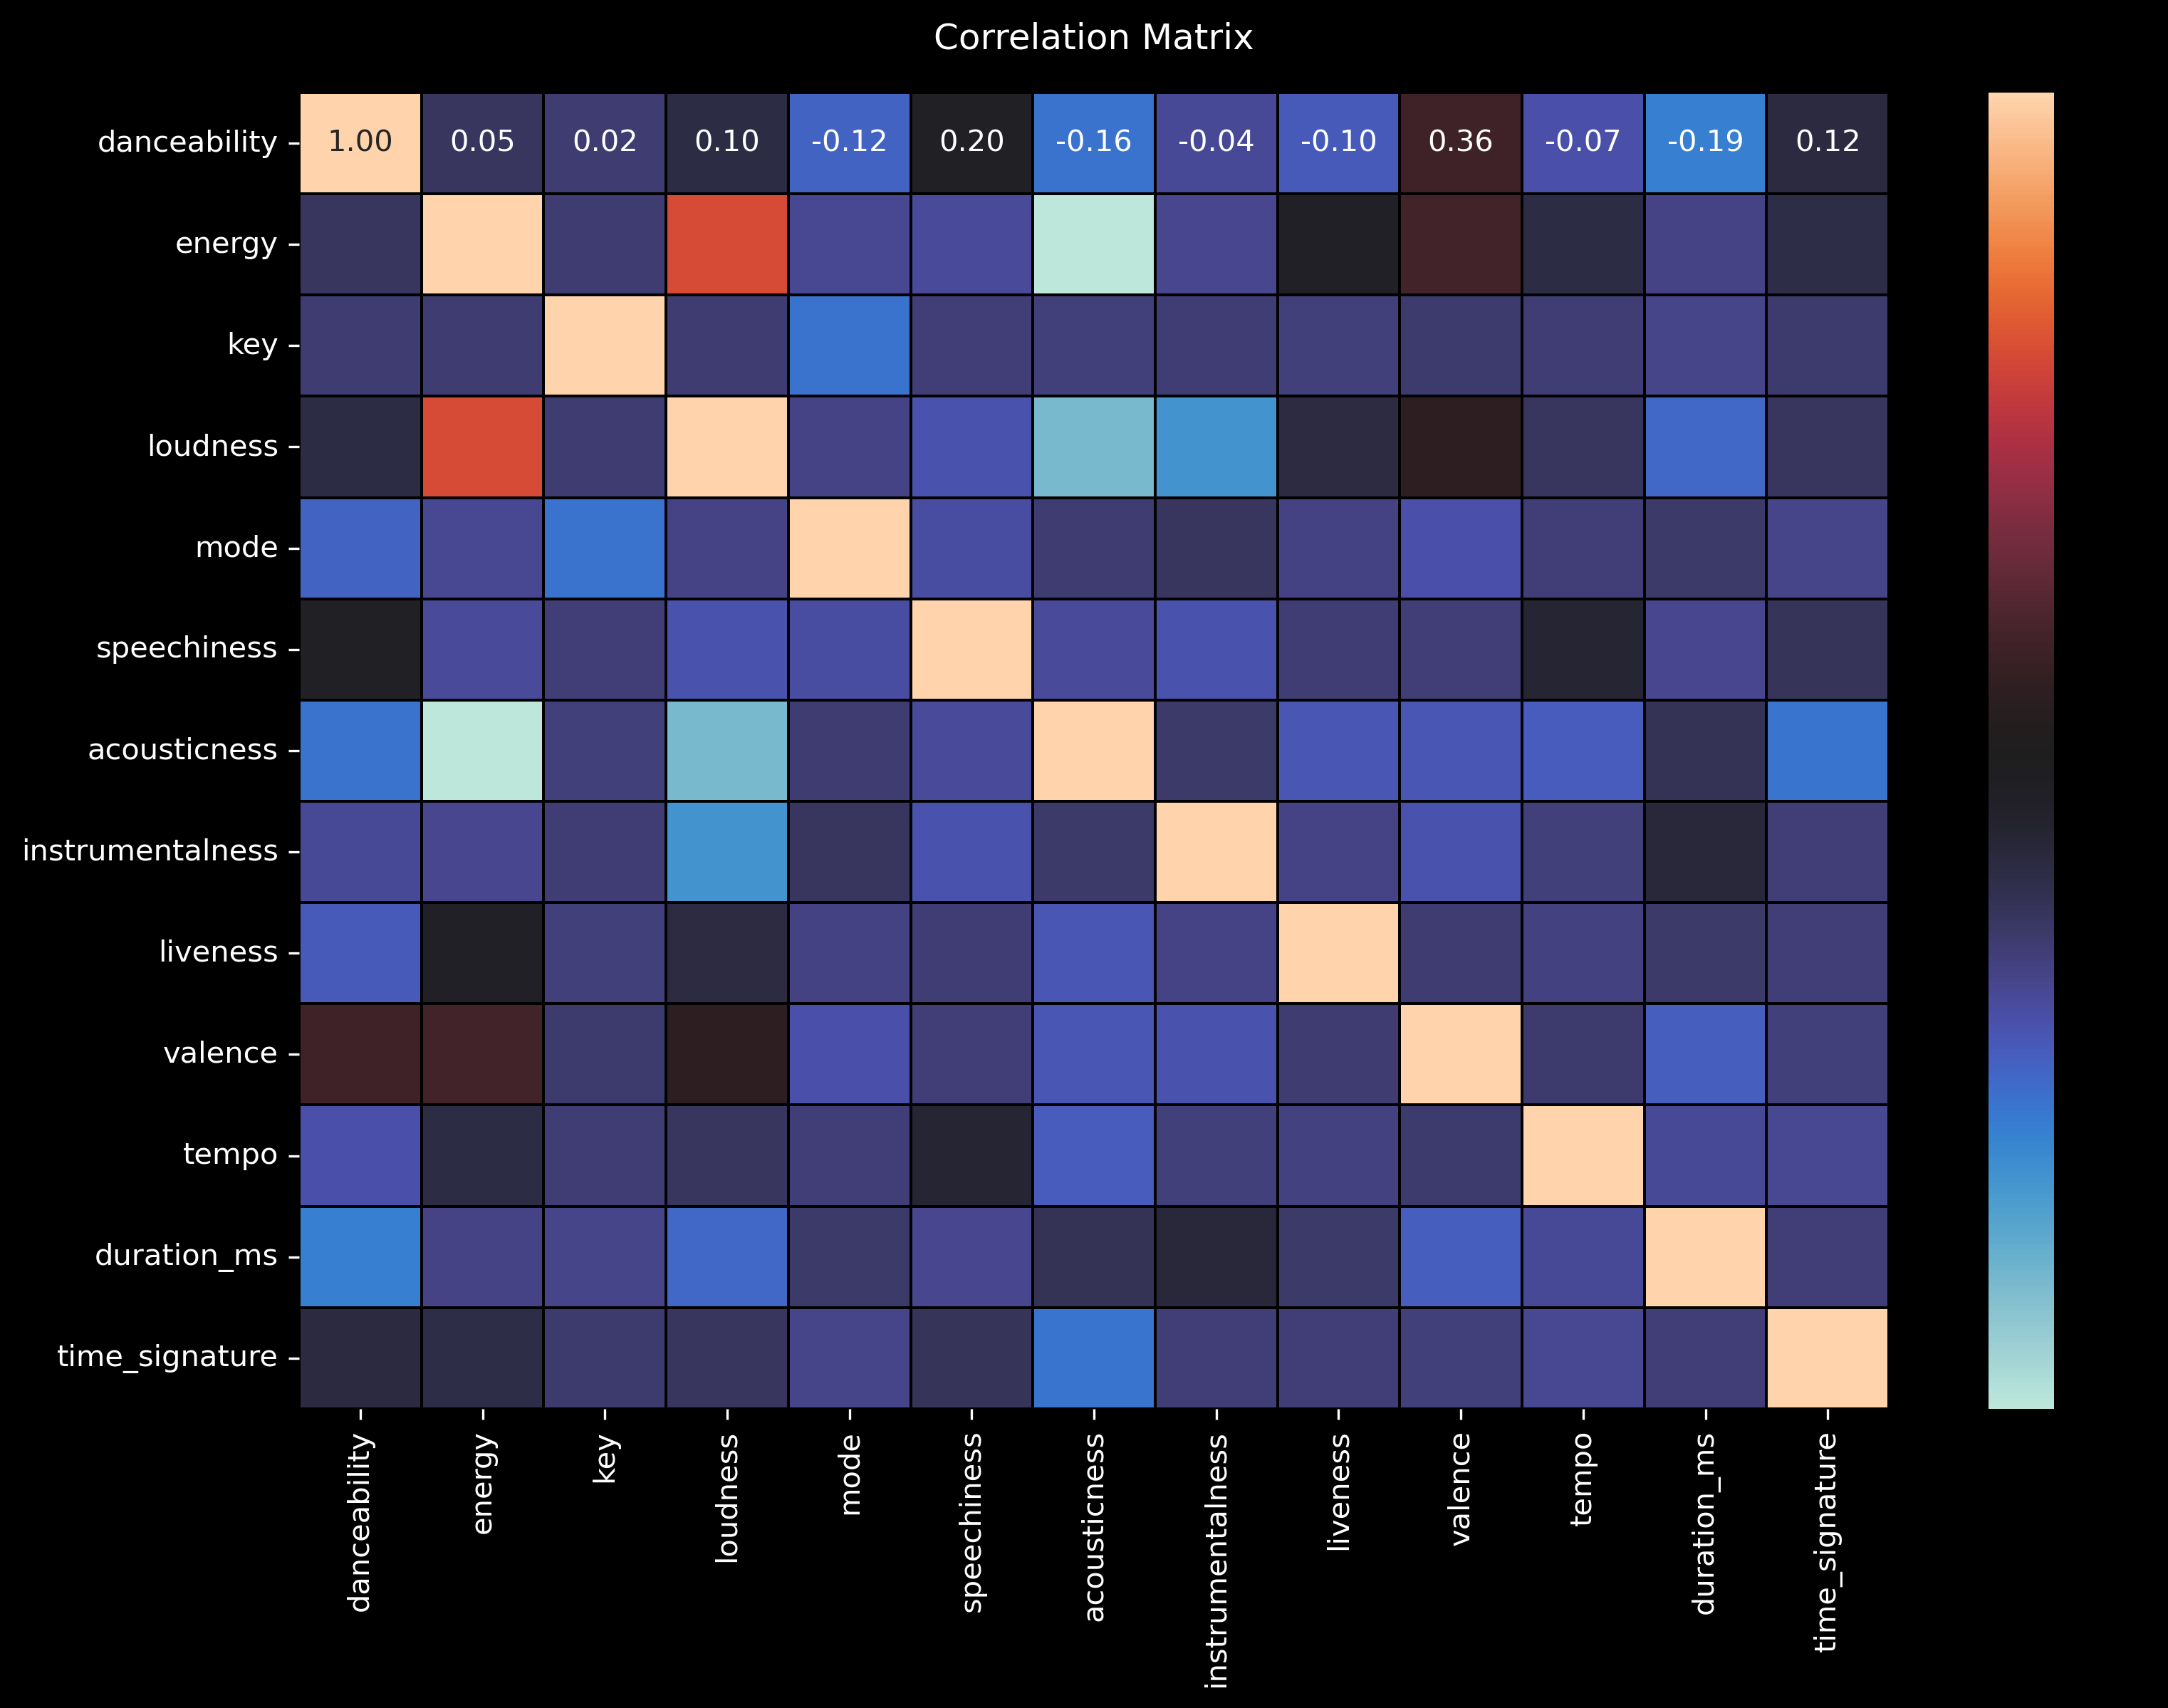 Correlation Matrix
danceability 1.00 0.05 0.02 0.10 -0.12 0.20 -0.16 -0.04 -0.10 0.36 -0.07 -0.19 0.12
energy
key
loudness
mode
speechiness
acousticness
instrumentalness
liveness
valence
tempo
duration_ms
time_signature
danceability
energy
key
loudness
mode
speechiness
acousticness
instrumentalness
liveness
valence
tempo
duration_ms
time_signature